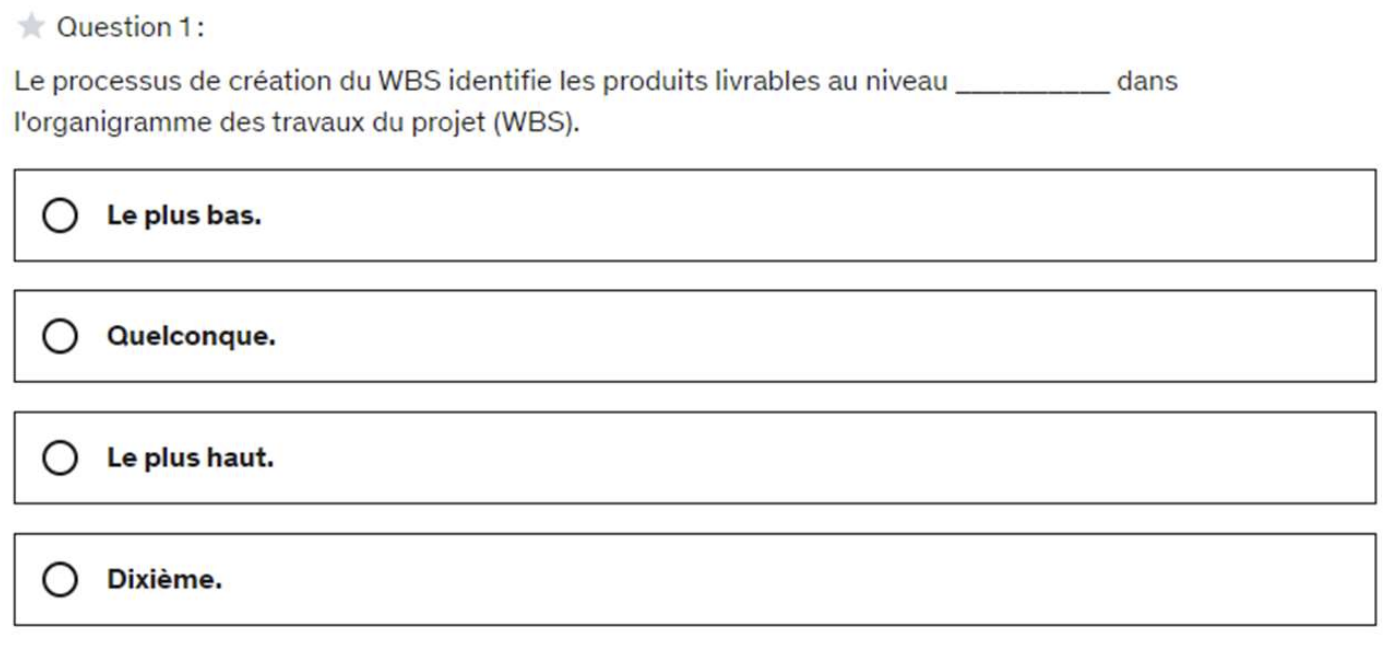 Question 1 :
Le processus de création du WBS identifie les produits livrables au niveau __________ dans
l'organigramme des travaux du projet (WBS).
Le plus bas.
Quelconque.
Le plus haut.
Dixième.